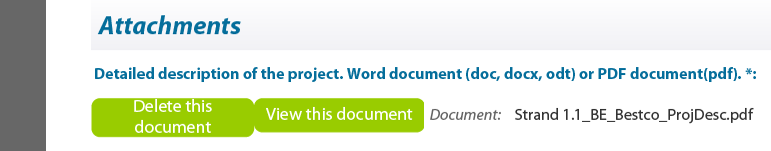 Attachments
Detailed description of the project. Word document (doc, docx, odt) or PDF document(pdf). *:
Delete this
document
View this document
Document: Strand 1.1_BE_Bestco_ProjDesc.pdf